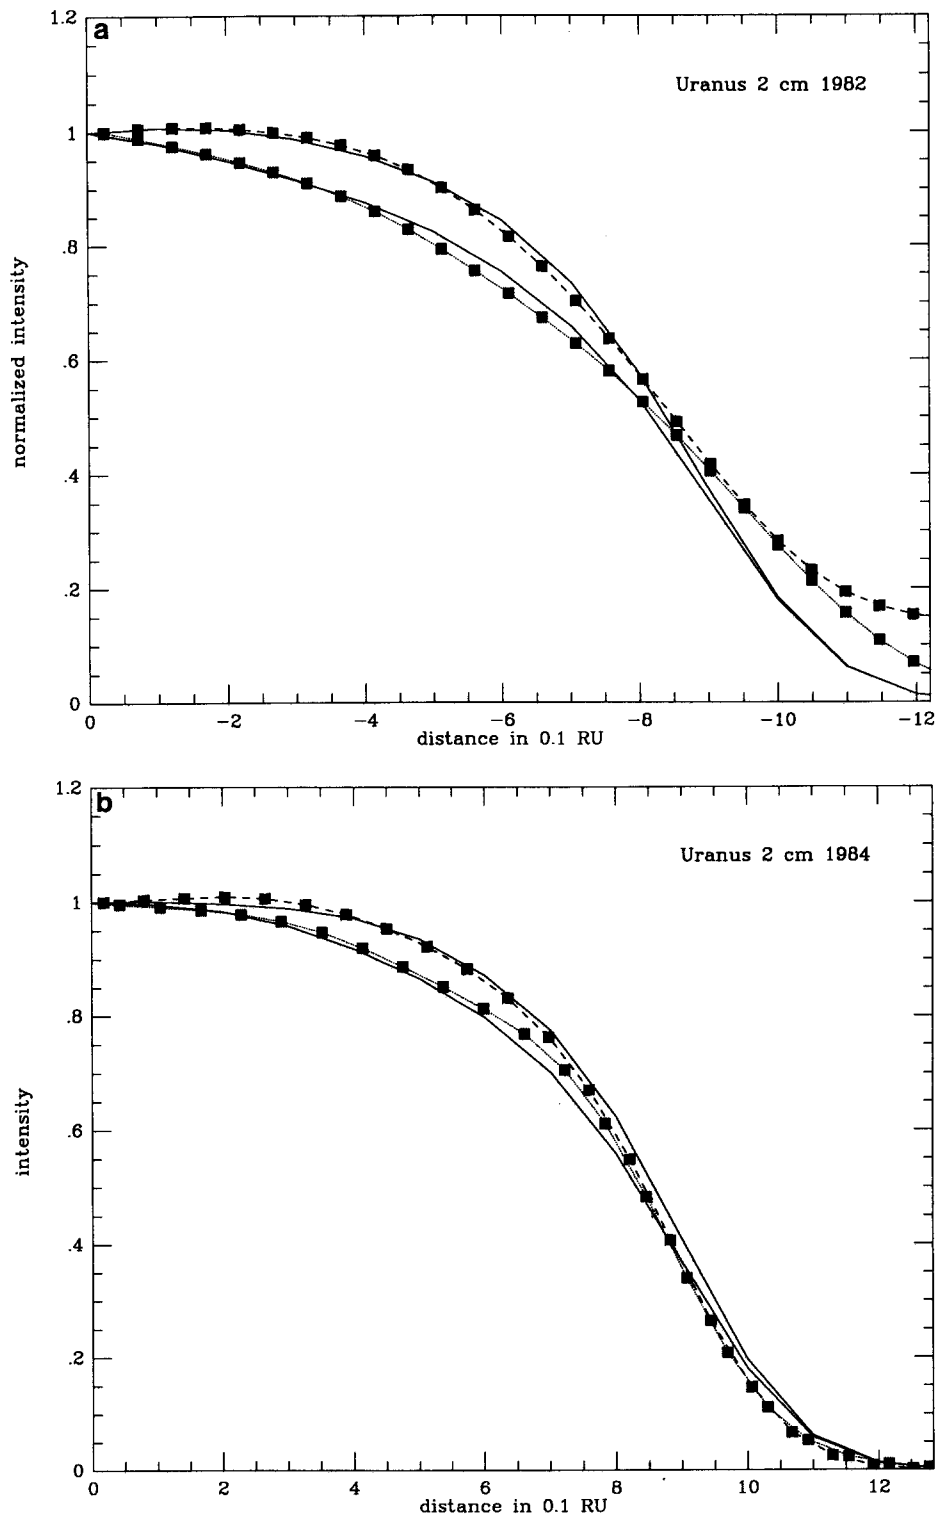 1.2
a
Uranus 2 cm 1982
1
.8
normalized intensity
.6
.4
.2
0
0 −2 −4 −6 −8 −10 −12
distance in 0.1 RU
1.2
b
Uranus 2 cm 1984
1
.8
intensity
.6
.4
.2
0
0 2 4 6 8 10 12
distance in 0.1 RU